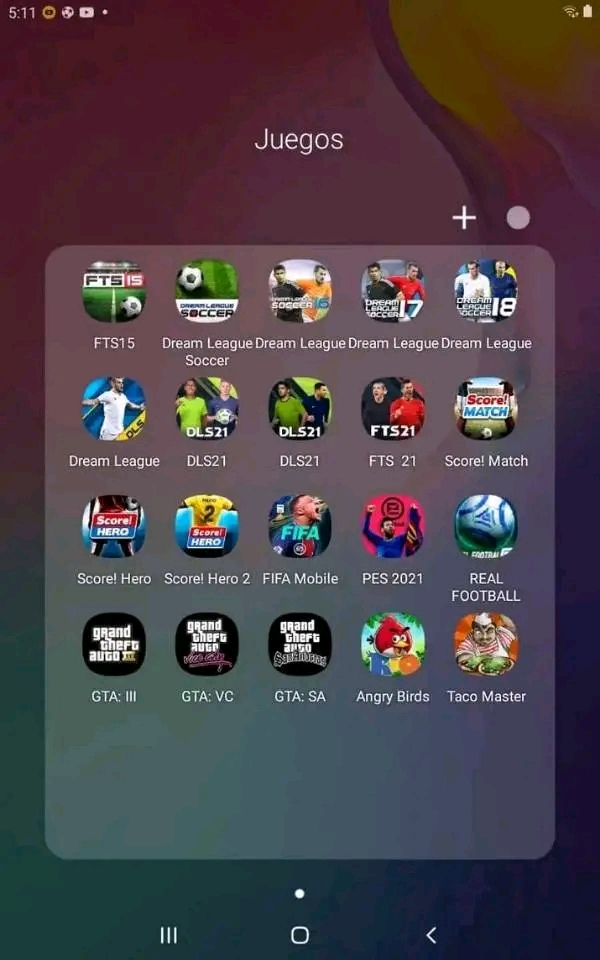 5:11
Juegos
FTS 15
DREAM LEAGUE
SOCCER
DREAM LEAGUE
SOCCER 16
DREAM
LEAGUE
SOCCER 17
DREAM
LEAGUE
SOCCER 18
FTS15
Dream League
Soccer
Dream League
Dream League
Dream League
DLS
DLS21
DLS21
FTS21
Score!
MATCH
Dream League
DLS21
DLS21
FTS 21
Score! Match
Score!
HERO
2
Score!
HERO
FIFA
Score! Hero
Score! Hero 2
FIFA Mobile
PES 2021
REAL
FOOTBALL
grand
theft
auto III
grand
theft
auto
vice city
grand
theft
auto
San Andreas
RIO
GTA: III
GTA: VC
GTA: SA
Angry Birds
Taco Master